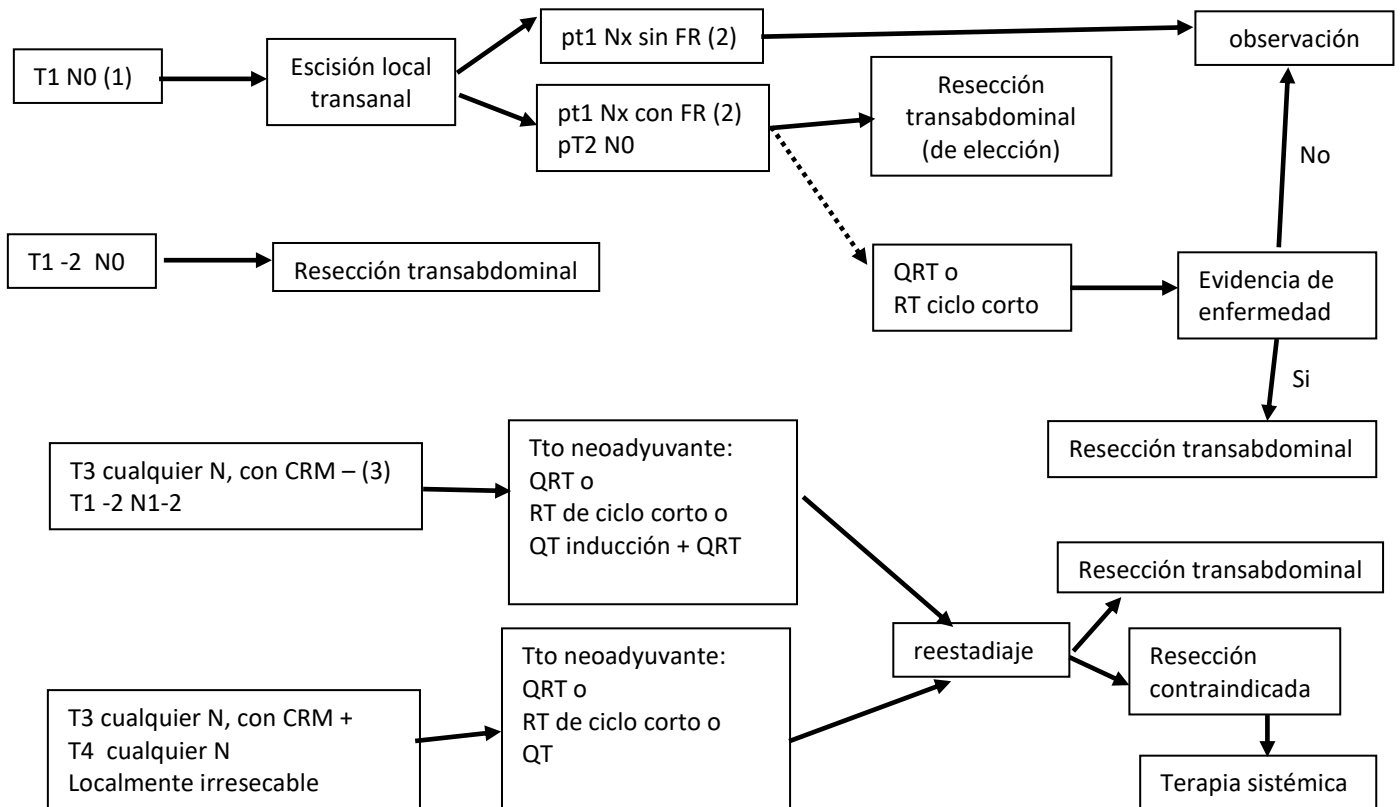 T1 N0 (1)
Escisión local
transanal
pt1 Nx sin FR (2)
observación
pt1 Nx con FR (2)
pT2 N0
Resección
transabdominal
(de elección)
No
T1 -2  N0
Resección transabdominal
QRT o
RT ciclo corto
Evidencia de
enfermedad
Si
Resección transabdominal
T3 cualquier N, con CRM – (3)
T1 -2 N1-2
Tto neoadyuvante:
QRT o
RT de ciclo corto o
QT inducción + QRT
T3 cualquier N, con CRM +
T4  cualquier N
Localmente irresecable
Tto neoadyuvante:
QRT o
RT de ciclo corto o
QT
reestadiaje
Resección transabdominal
Resección
contraindicada
Terapia sistémica